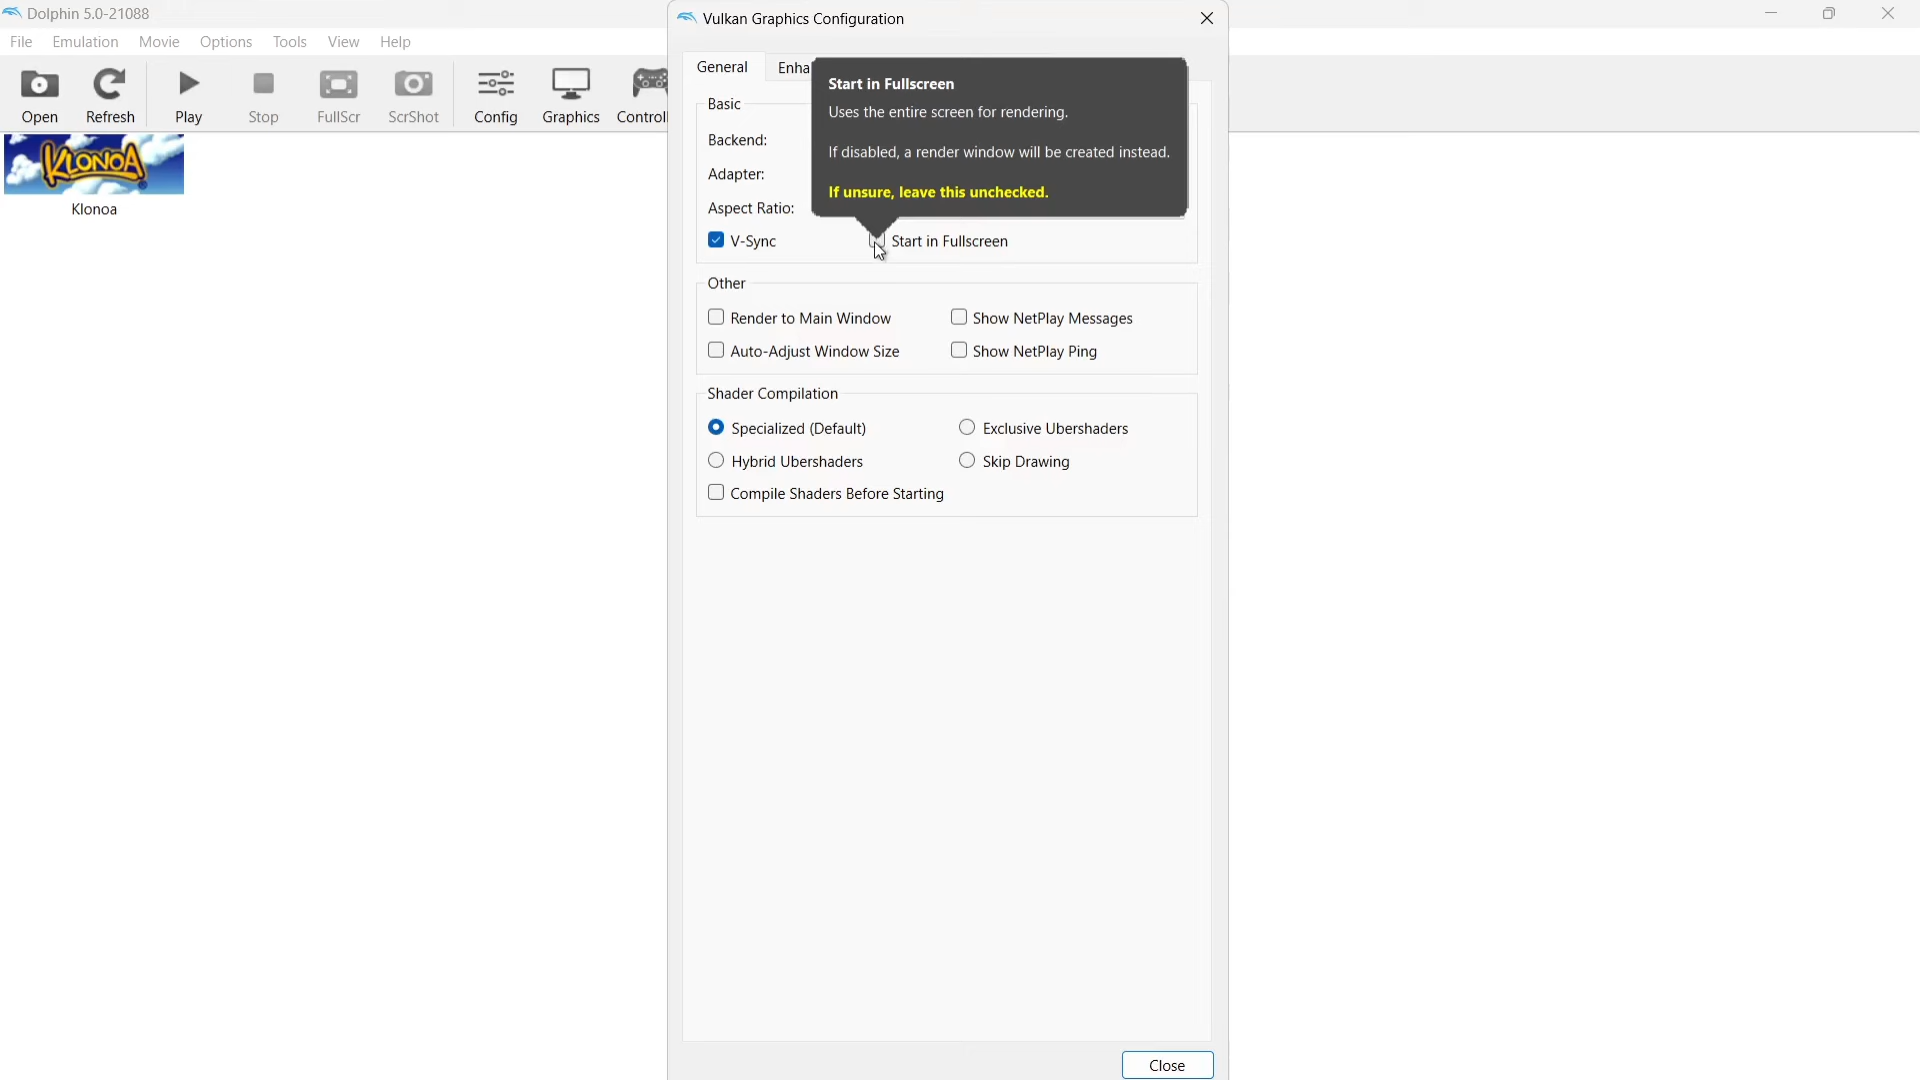 Dolphin 5.0-21088
File Emulation Movie Options Tools View Help
Open Refresh Play Stop FullScr ScrShot Config Graphics Controll
KLONOA
Klonoa
Vulkan Graphics Configuration
General Enha
Start in Fullscreen
Uses the entire screen for rendering.
If disabled, a render window will be created instead.
If unsure, leave this unchecked.
Basic
Backend:
Adapter:
Aspect Ratio:
V-Sync Start in Fullscreen
Other
Render to Main Window Show NetPlay Messages
Auto-Adjust Window Size Show NetPlay Ping
Shader Compilation
Specialized (Default) Exclusive Ubershaders
Hybrid Ubershaders Skip Drawing
Compile Shaders Before Starting
Close